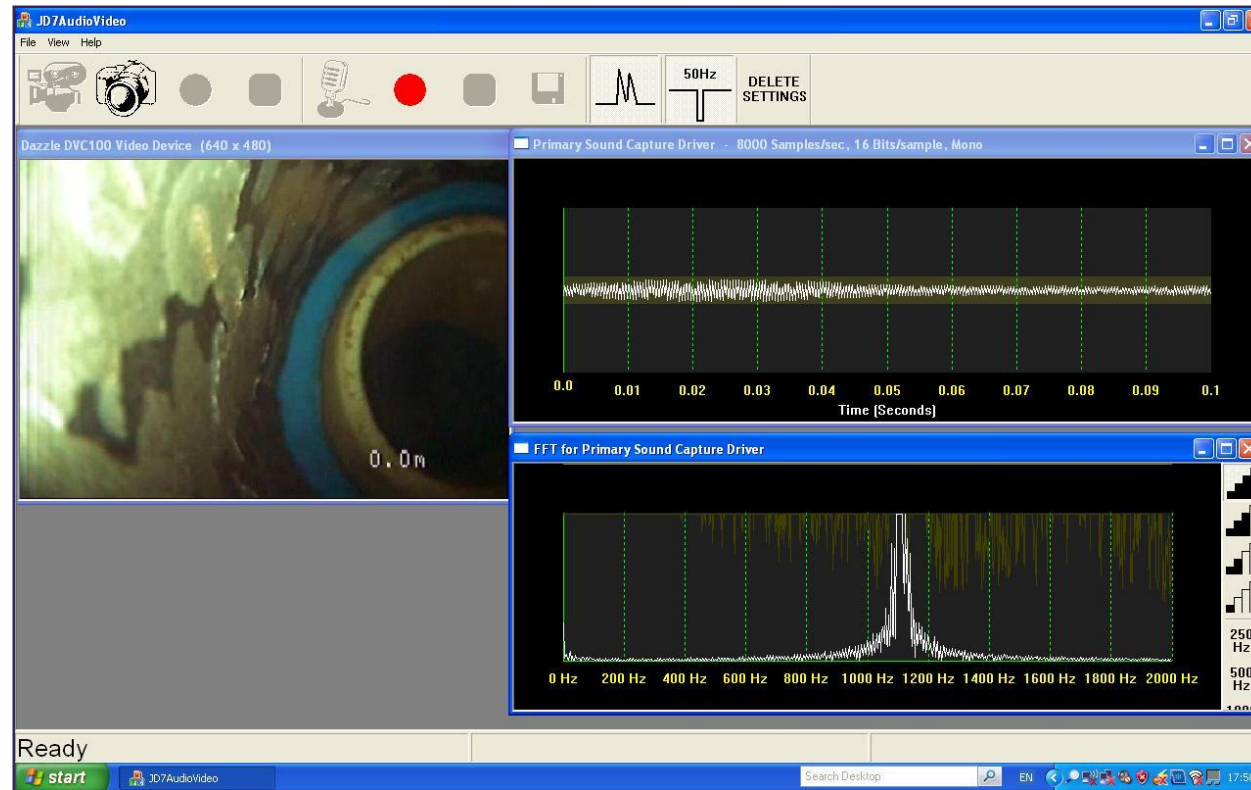 JD7AudioVideo
File View Help
50Hz
DELETE
SETTINGS
Dazzle DVC100 Video Device (640 x 480)
0.0m
Primary Sound Capture Driver - 8000 Samples/sec, 16 Bits/sample, Mono
0.0 0.01 0.02 0.03 0.04 0.05 0.06 0.07 0.08 0.09 0.1
Time (Seconds)
FFT for Primary Sound Capture Driver
0 Hz 200 Hz 400 Hz 600 Hz 800 Hz 1000 Hz 1200 Hz 1400 Hz 1600 Hz 1800 Hz 2000 Hz
250
Hz
500
Hz
Ready
start JD7AudioVideo Search Desktop EN